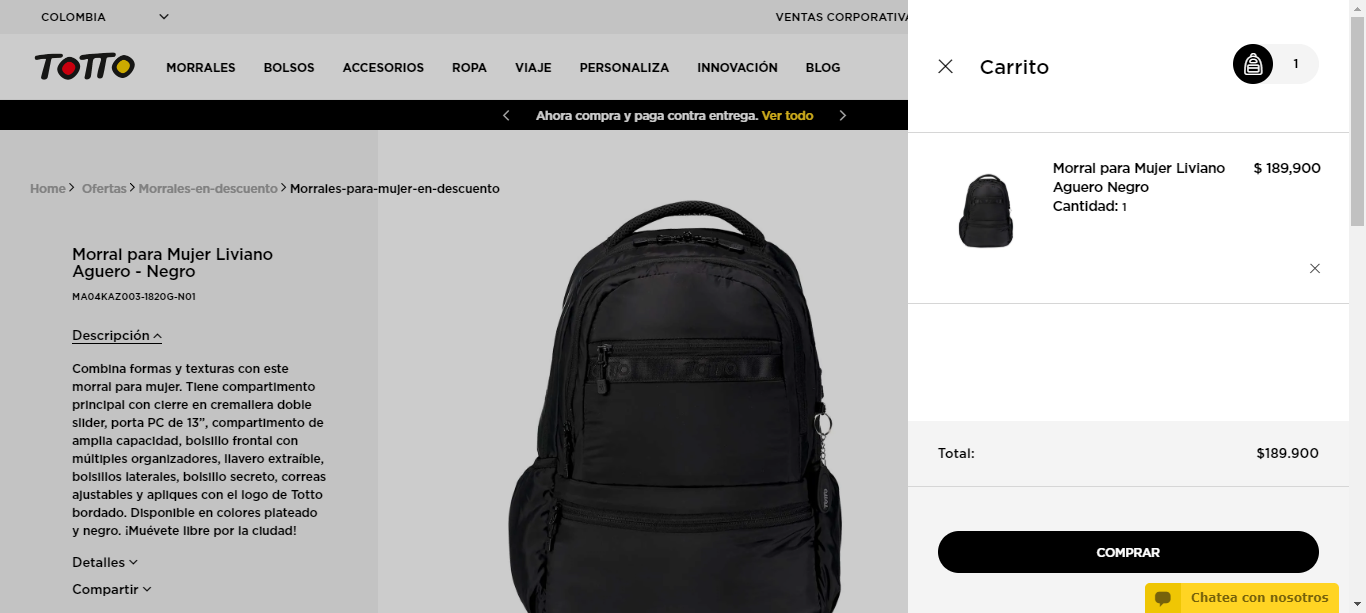 COLOMBIA
VENTAS CORPORATIVA
TOTTO
MORRALES BOLSOS ACCESORIOS ROPA VIAJE PERSONALIZA INNOVACIÓN BLOG
Ahora compra y paga contra entrega. Ver todo
Home > Ofertas > Morrales-en-descuento > Morrales-para-mujer-en-descuento
Morral para Mujer Liviano
Aguero - Negro
MA04KAZ003-1820G-N01
Descripción
Combina formas y texturas con este
morral para mujer. Tiene compartimento
principal con cierre en cremallera doble
slider, porta PC de 13”, compartimento de
amplia capacidad, bolsillo frontal con
múltiples organizadores, llavero extraíble,
bolsillos laterales, bolsillo secreto, correas
ajustables y apliques con el logo de Totto
bordado. Disponible en colores plateado
y negro. ¡Muévete libre por la ciudad!
Detalles
Compartir
TOTTO
Carrito
1
Morral para Mujer Liviano $ 189,900
Aguero Negro
Cantidad: 1
Total: $189.900
COMPRAR
Chatea con nosotros